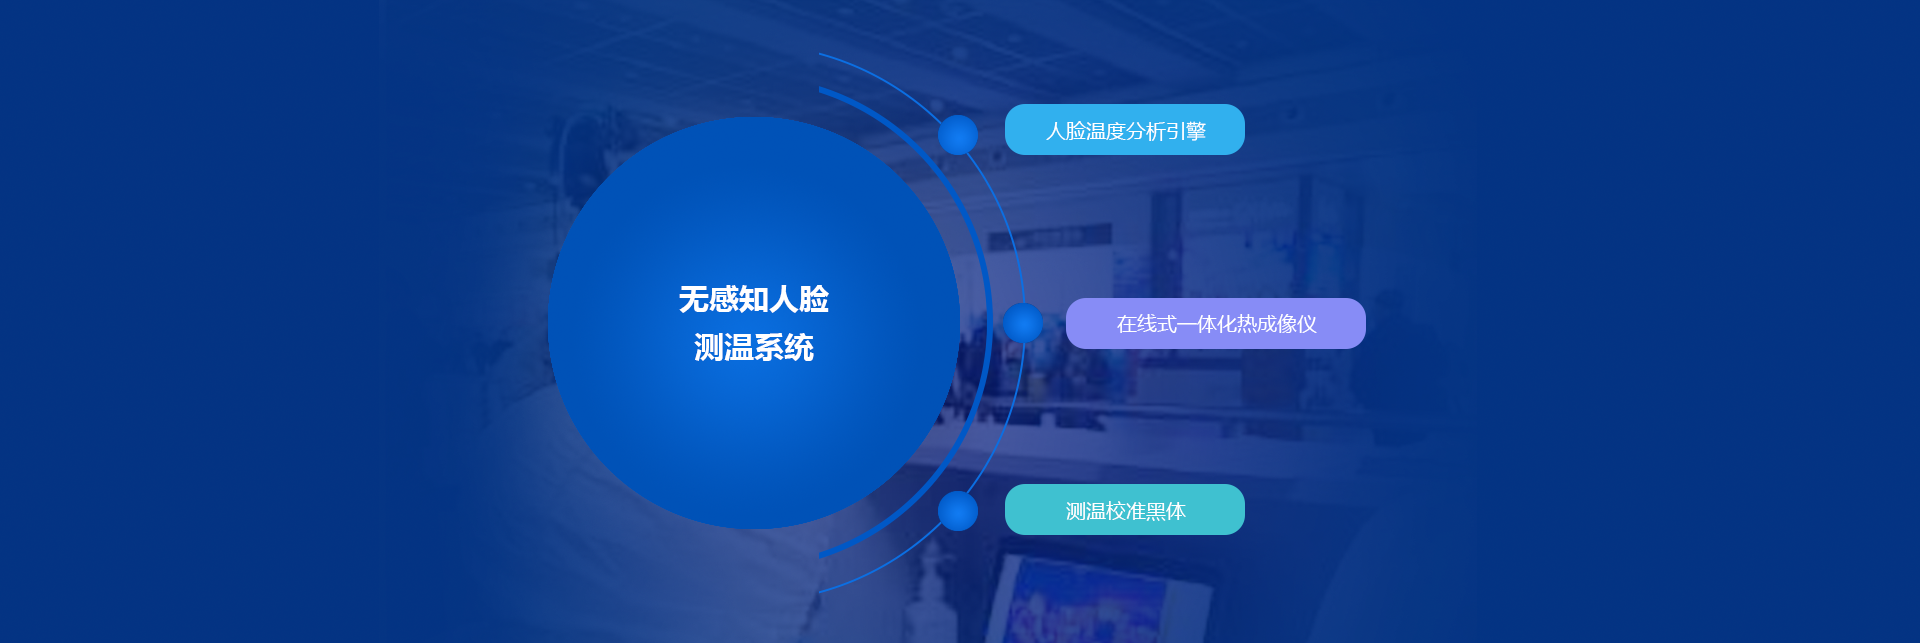 无感知人脸
测温系统
人脸温度分析引擎
在线式一体化热成像仪
测温校准黑体